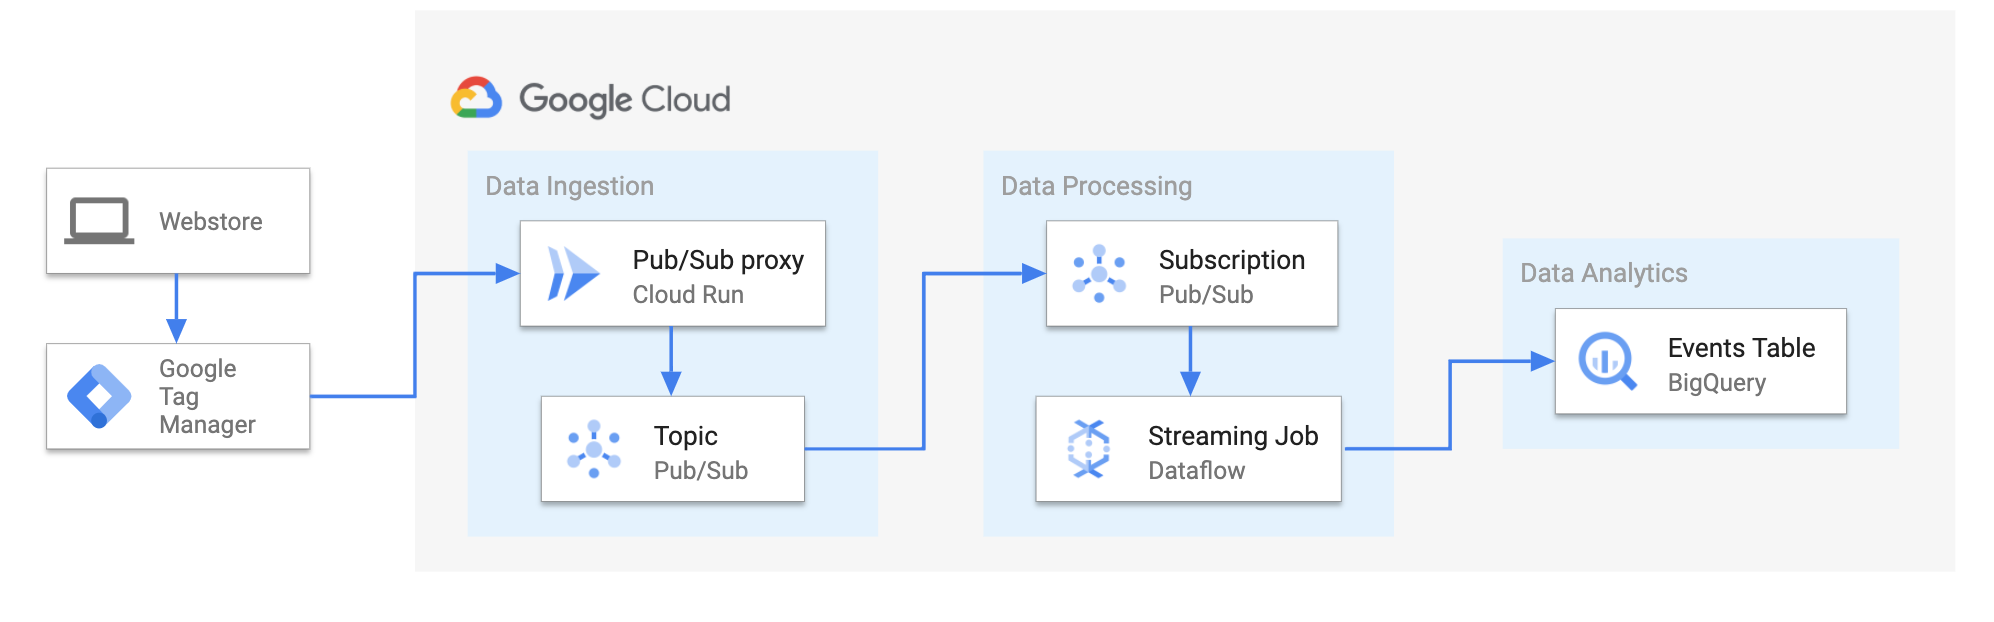 Google Cloud
Webstore
Google
Tag
Manager
Data Ingestion
Pub/Sub proxy
Cloud Run
Topic
Pub/Sub
Data Processing
Subscription
Pub/Sub
Streaming Job
Dataflow
Data Analytics
Events Table
BigQuery